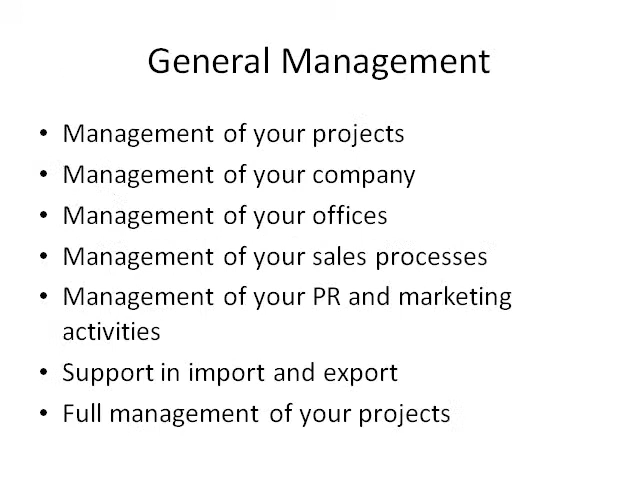 General Management
• Management of your projects
• Management of your company
• Management of your offices
• Management of your sales processes
• Management of your PR and marketing
activities
• Support in import and export
• Full management of your projects